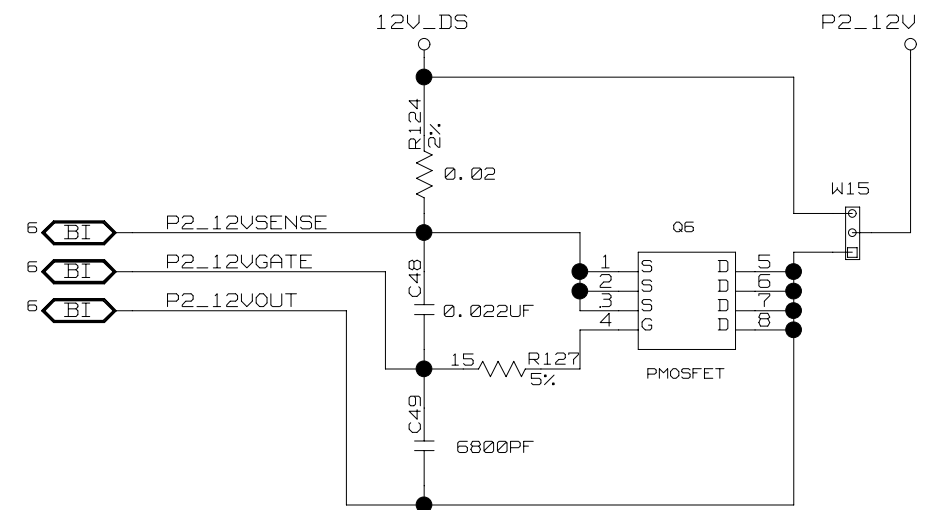 12V_DS
P2_12V
R124
2%
0.02
W15
6 BI P2_12VSENSE
Q6
6 BI P2_12VGATE
1 S D 5
2 S D 6
6 BI P2_12VOUT
3 S D 7
4 G D 8
C48
0.022UF
15 R127
5%
PMOSFET
C49
6800PF